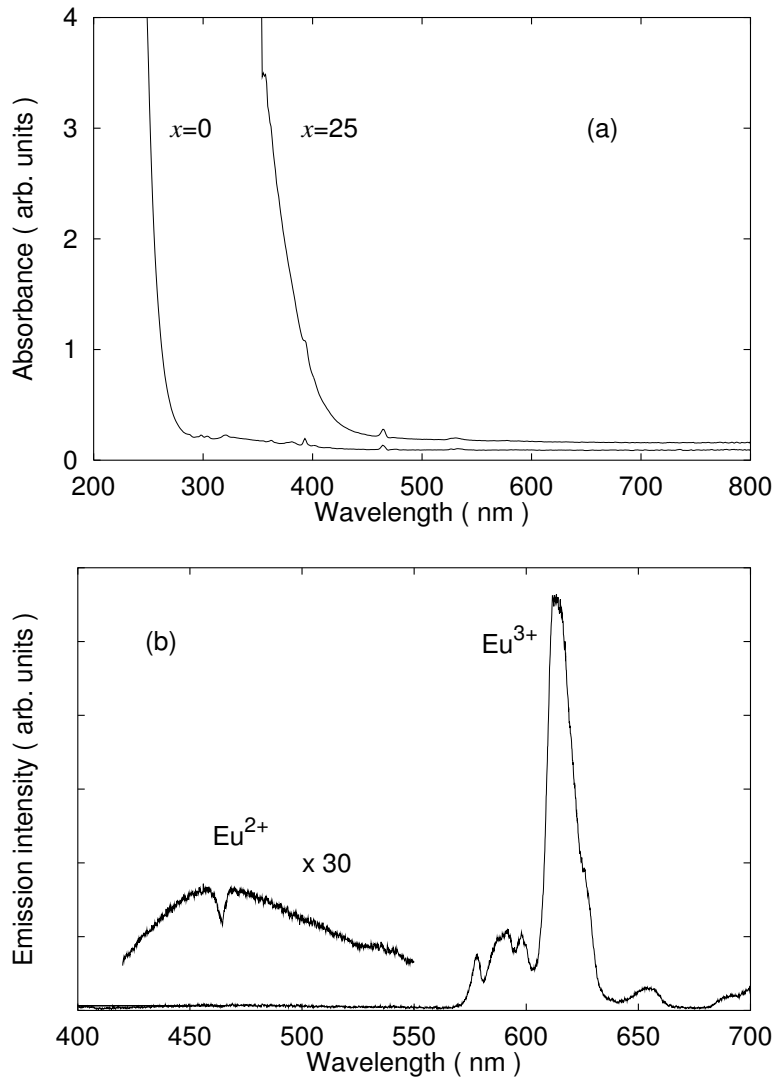 4
3
2
1
0
x=0
x=25
(a)
Absorbance ( arb. units )
200 300 400 500 600 700 800
Wavelength ( nm )
(b)
Eu³⁺
Eu²⁺
x 30
Emission intensity ( arb. units )
400 450 500 550 600 650 700
Wavelength ( nm )